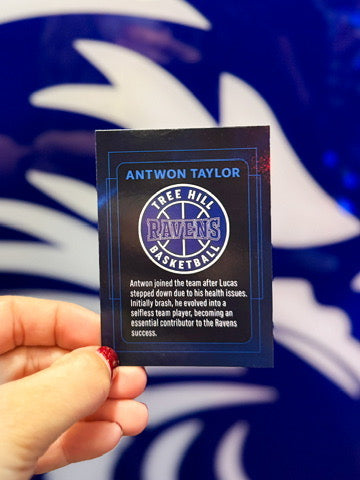 ANTWON TAYLOR
TREE HILL
RAVENS
BASKETBALL
Antwon joined the team after Lucas
stepped down due to his health issues.
Initially brash, he evolved into a
selfless team player, becoming an
essential contributor to the Ravens
success.